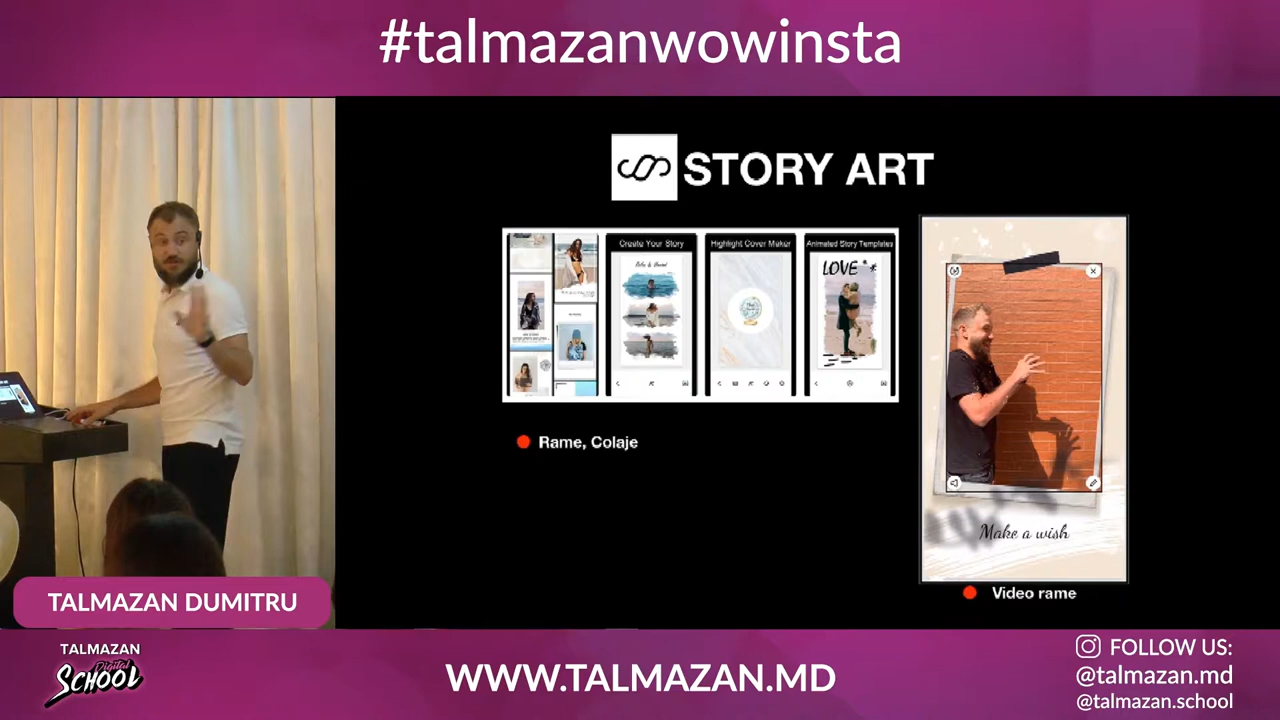 #talmazanwowinsta
STORY ART
Create Your Story
Highlight Cover Maker
Animated Story Templates
LOVE
Rame, Colaje
Make a wish
Video rame
TALMAZAN DUMITRU
TALMAZAN
Digital
SCHOOL
WWW.TALMAZAN.MD
FOLLOW US:
@talmazan.md
@talmazan.school